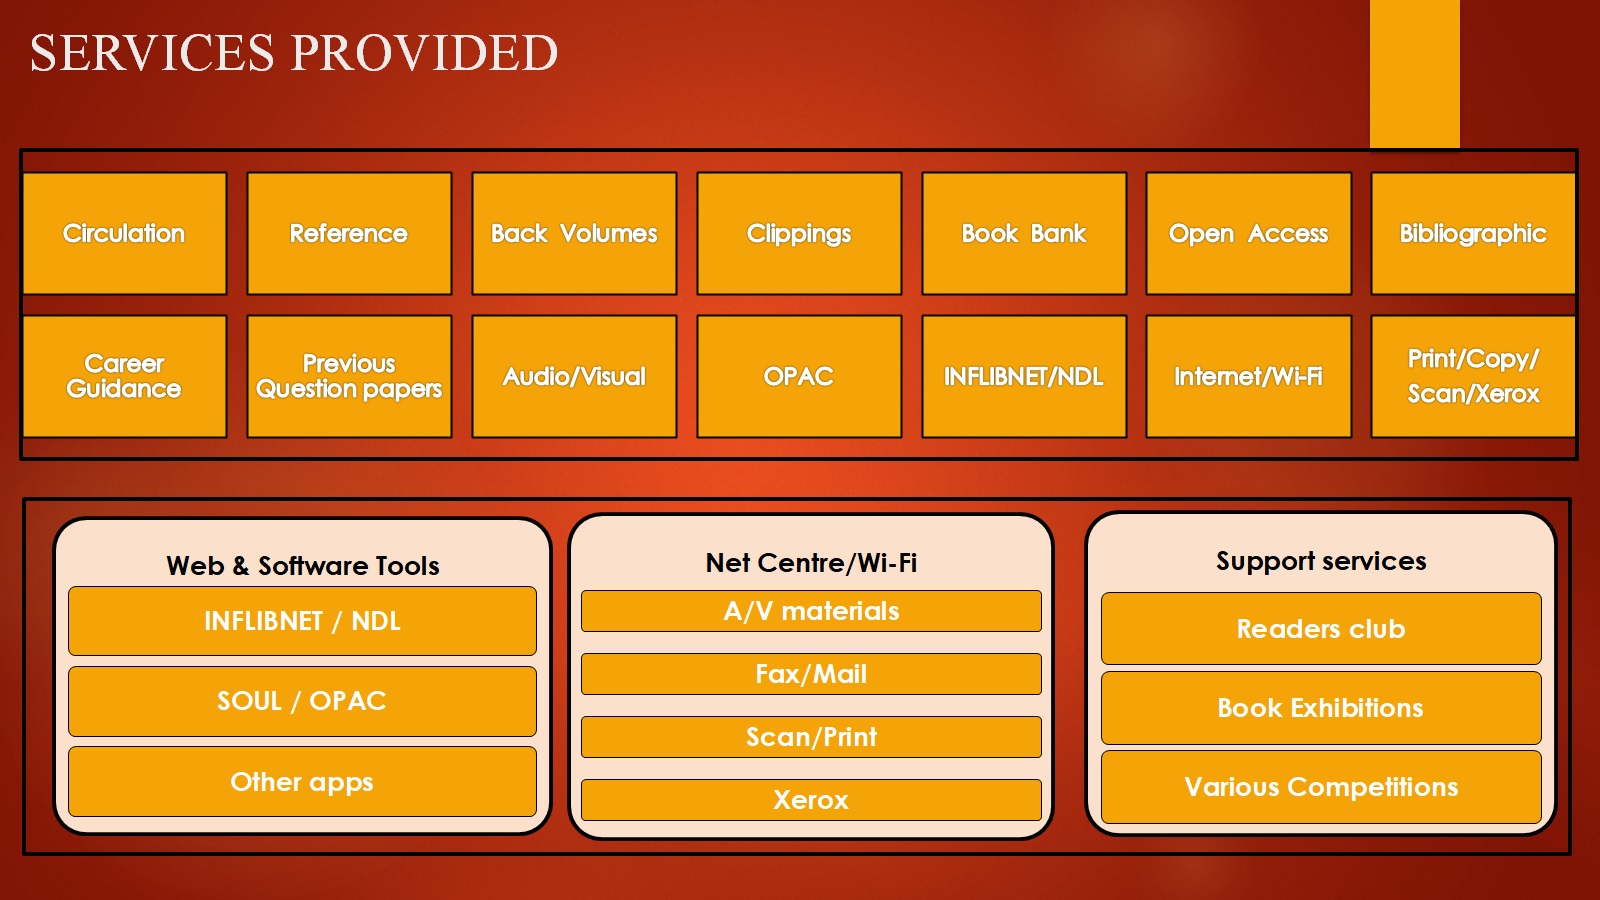 SERVICES PROVIDED
Circulation
Reference
Back Volumes
Clippings
Book Bank
Open Access
Bibliographic
Career
Guidance
Previous
Question papers
Audio/Visual
OPAC
INFLIBNET/NDL
Internet/Wi-Fi
Print/Copy/
Scan/Xerox
Web & Software Tools
INFLIBNET / NDL
SOUL / OPAC
Other apps
Net Centre/Wi-Fi
A/V materials
Fax/Mail
Scan/Print
Xerox
Support services
Readers club
Book Exhibitions
Various Competitions